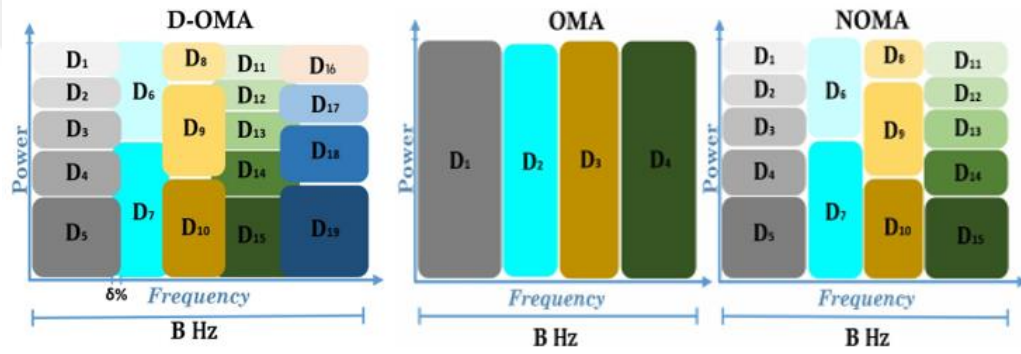 D-OMA
Power
D₁
D₂
D₃
D₄
D₅
D₆
D₇
D₈
D₉
D₁₀
D₁₁
D₁₂
D₁₃
D₁₄
D₁₅
D₁₆
D₁₇
D₁₈
D₁₉
δ%
Frequency
B Hz
OMA
Power
D₁
D₂
D₃
D₄
Frequency
B Hz
NOMA
Power
D₁
D₂
D₃
D₄
D₅
D₆
D₇
D₈
D₉
D₁₀
D₁₁
D₁₂
D₁₃
D₁₄
D₁₅
Frequency
B Hz